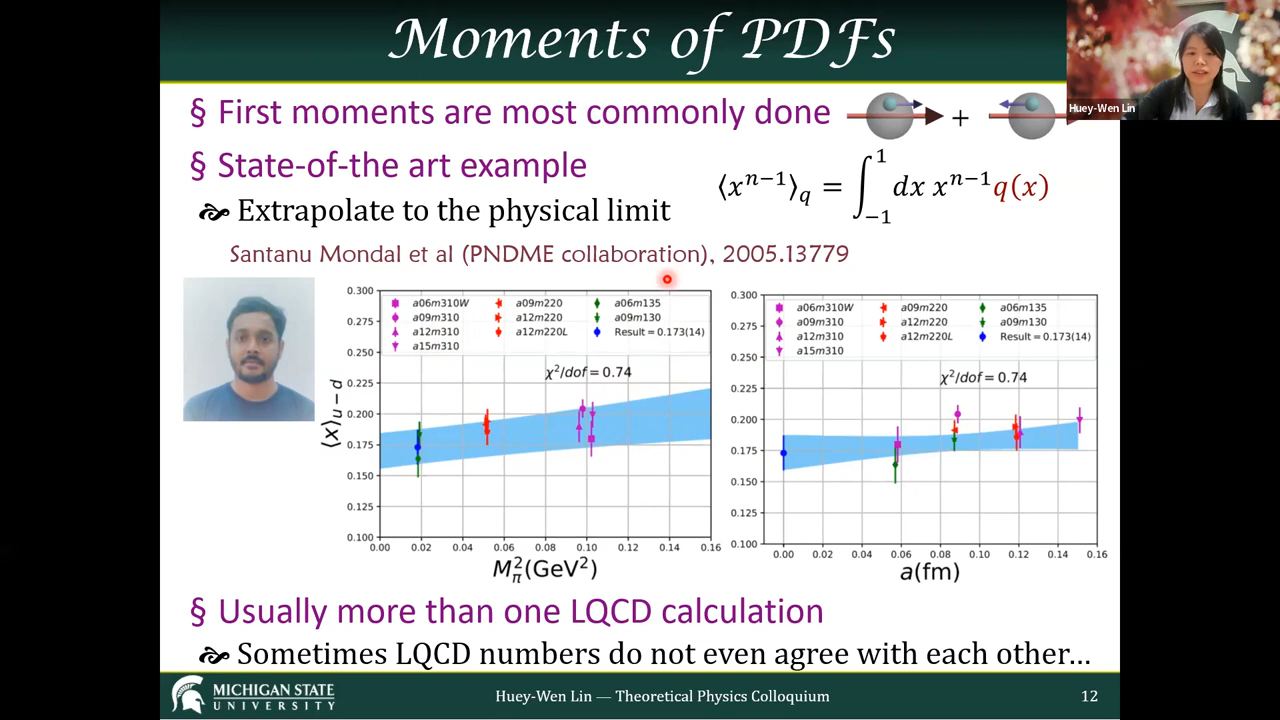 Moments of PDFs
Huey-Wen Lin
§ First moments are most commonly done
+
§ State-of-the art example
⟨xⁿ⁻¹⟩q = ∫₋₁¹ dx xⁿ⁻¹q(x)
Extrapolate to the physical limit
Santanu Mondal et al (PNDME collaboration), 2005.13779
0.300
0.275
0.250
0.225
0.200
0.175
0.150
0.125
0.100
⟨x⟩u−d
a06m310W
a09m310
a12m310
a15m310
a09m220
a12m220
a12m220L
a06m135
a09m130
Result = 0.173(14)
χ²/dof = 0.74
0.00 0.02 0.04 0.06 0.08 0.10 0.12 0.14 0.16
M²π(GeV²)
0.300
0.275
0.250
0.225
0.200
0.175
0.150
0.125
0.100
a06m310W
a09m310
a12m310
a15m310
a09m220
a12m220
a12m220L
a06m135
a09m130
Result = 0.173(14)
χ²/dof = 0.74
0.00 0.02 0.04 0.06 0.08 0.10 0.12 0.14 0.16
a(fm)
§ Usually more than one LQCD calculation
Sometimes LQCD numbers do not even agree with each other...
MICHIGAN STATE
UNIVERSITY
Huey-Wen Lin — Theoretical Physics Colloquium
12